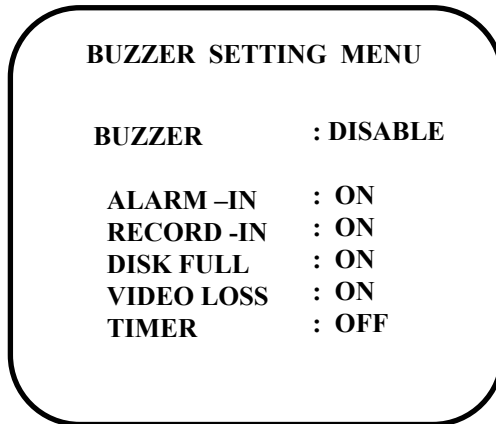 BUZZER SETTING MENU
BUZZER : DISABLE
ALARM –IN : ON
RECORD -IN : ON
DISK FULL : ON
VIDEO LOSS : ON
TIMER : OFF